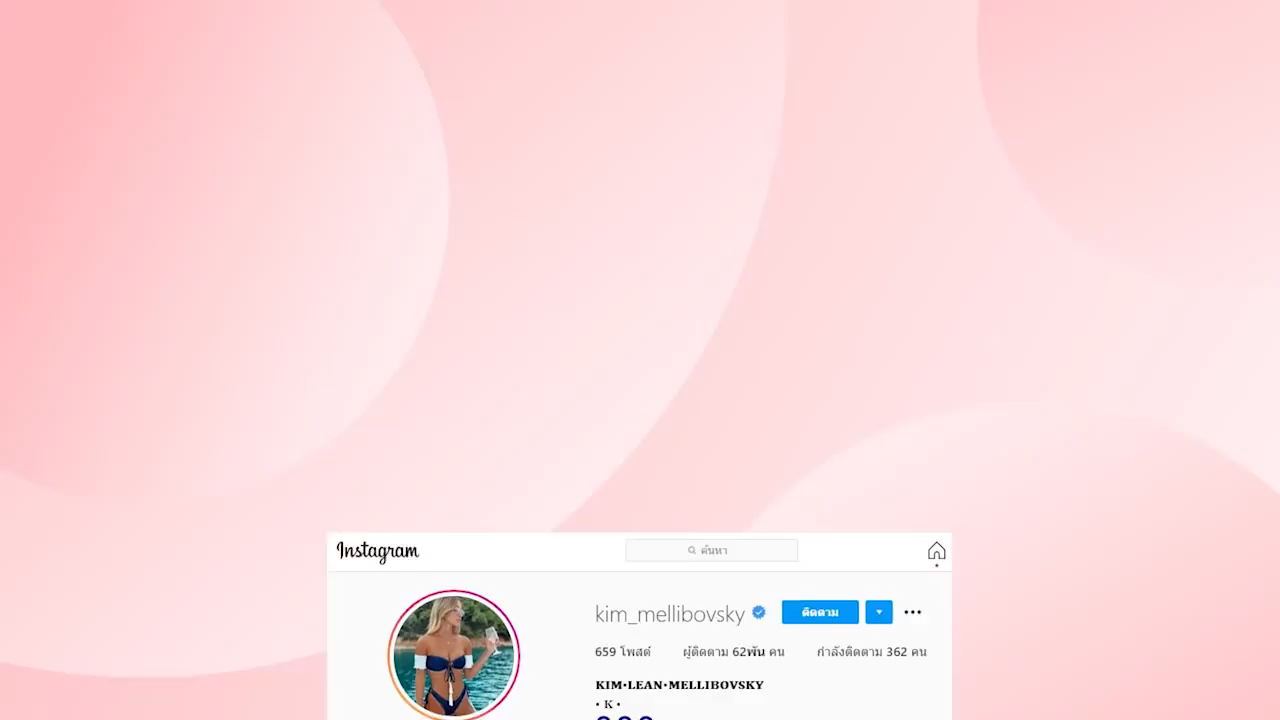 Instagram
ค้นหา
kim_mellibovsky ติดตาม
659 โพสต์ ผู้ติดตาม 62พัน คน กำลังติดตาม 362 คน
KIM•LEAN•MELLIBOVSKY
• K •